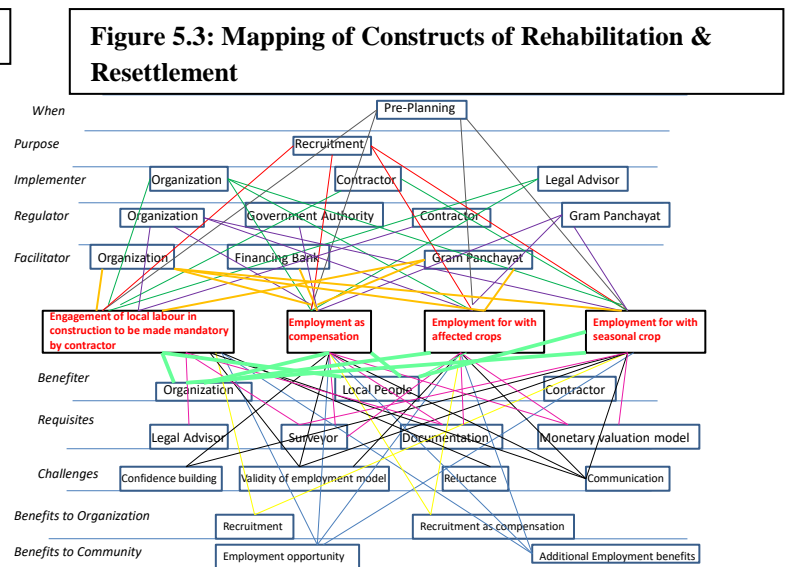 Figure 5.3: Mapping of Constructs of Rehabilitation &
Resettlement
When
Pre-Planning
Purpose
Recruitment
Implementer
Organization
Contractor
Legal Advisor
Regulator
Organization
Government Authority
Contractor
Gram Panchayat
Facilitator
Organization
Financing Bank
Gram Panchayat
Engagement of local labour in
construction to be made mandatory
by contractor
Employment as
compensation
Employment for with
affected crops
Employment for with
seasonal crop
Benefiter
Organization
Local People
Contractor
Requisites
Legal Advisor
Surveyor
Documentation
Monetary valuation model
Challenges
Confidence building
Validity of employment model
Reluctance
Communication
Benefits to Organization
Recruitment
Recruitment as compensation
Benefits to Community
Employment opportunity
Additional Employment benefits